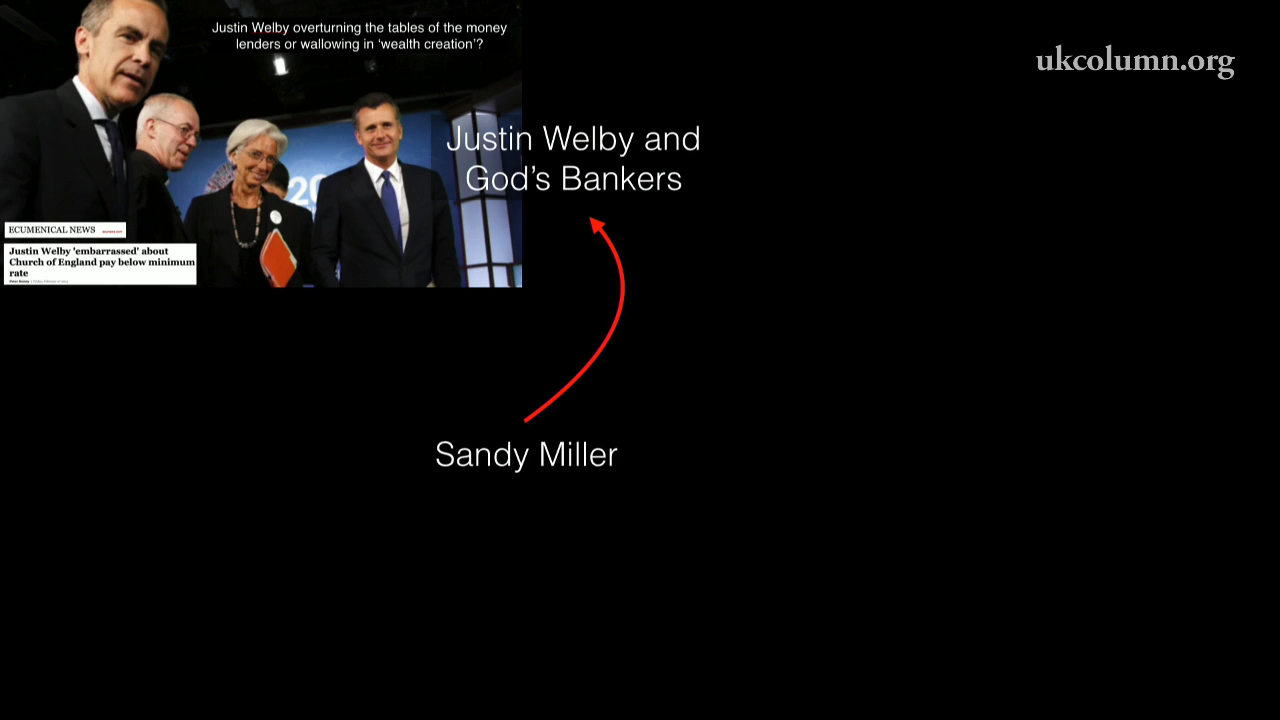 Justin Welby overturning the tables of the money
lenders or wallowing in ‘wealth creation’?
ukcolumn.org
Justin Welby and
God’s Bankers
ECUMENICAL NEWS
Justin Welby 'embarrassed' about
Church of England pay below minimum
rate
Sandy Miller